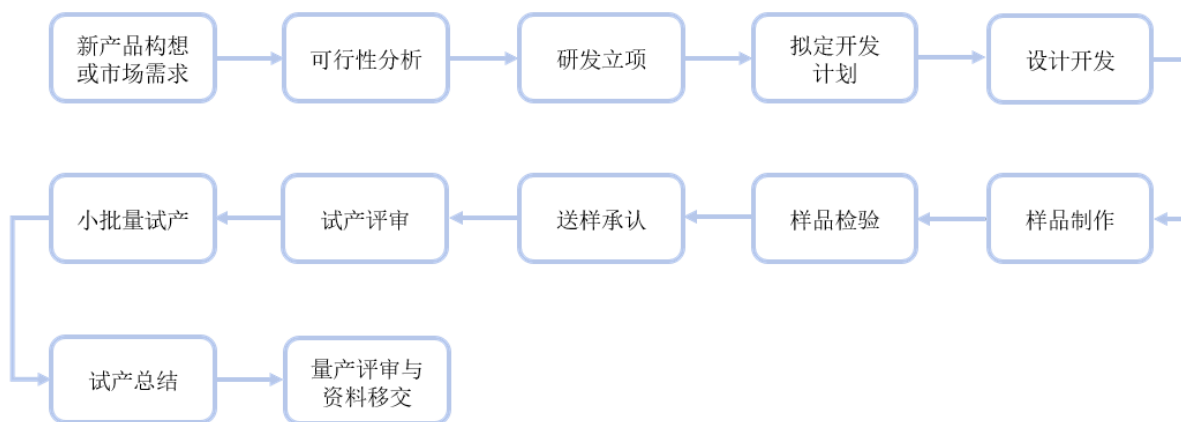 新产品构想
或市场需求
可行性分析
研发立项
拟定开发
计划
设计开发
样品制作
样品检验
送样承认
试产评审
小批量试产
试产总结
量产评审与
资料移交